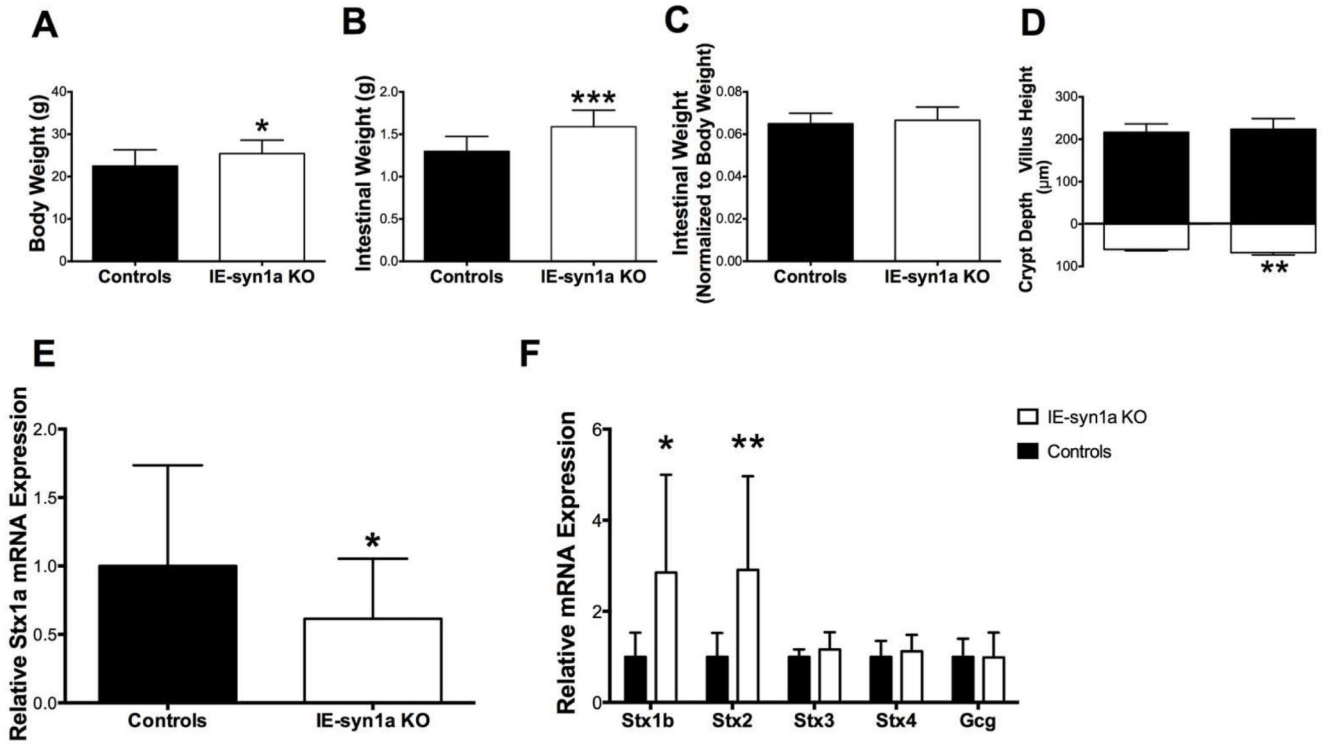 A
Body Weight (g)
40
30
20
10
0
*
Controls
IE-syn1a KO
B
Intestinal Weight (g)
2.0
1.5
1.0
0.5
0.0
***
Controls
IE-syn1a KO
C
Intestinal Weight
(Normalized to Body Weight)
0.08
0.06
0.04
0.02
0.00
Controls
IE-syn1a KO
D
Crypt Depth Villus Height
(μm)
300
200
100
0
100
**
E
Relative Stx1a mRNA Expression
2.0
1.5
1.0
0.5
0.0
*
Controls
IE-syn1a KO
F
Relative mRNA Expression
6
4
2
0
*
**
Stx1b
Stx2
Stx3
Stx4
Gcg
IE-syn1a KO
Controls